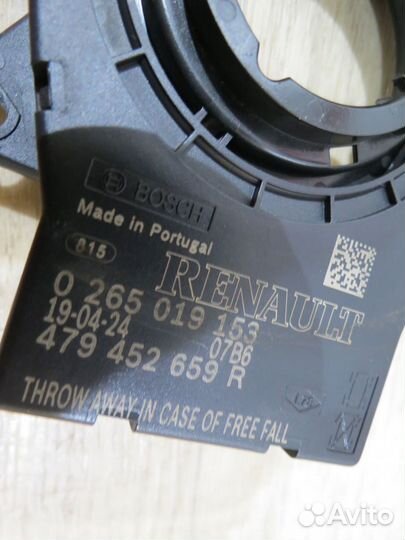 BOSCH
Made in Portugal
815
RENAULT
0 265 019 153
19-04-24 07B6
479 452 659 R
THROW AWAY IN CASE OF FREE FALL
Avito